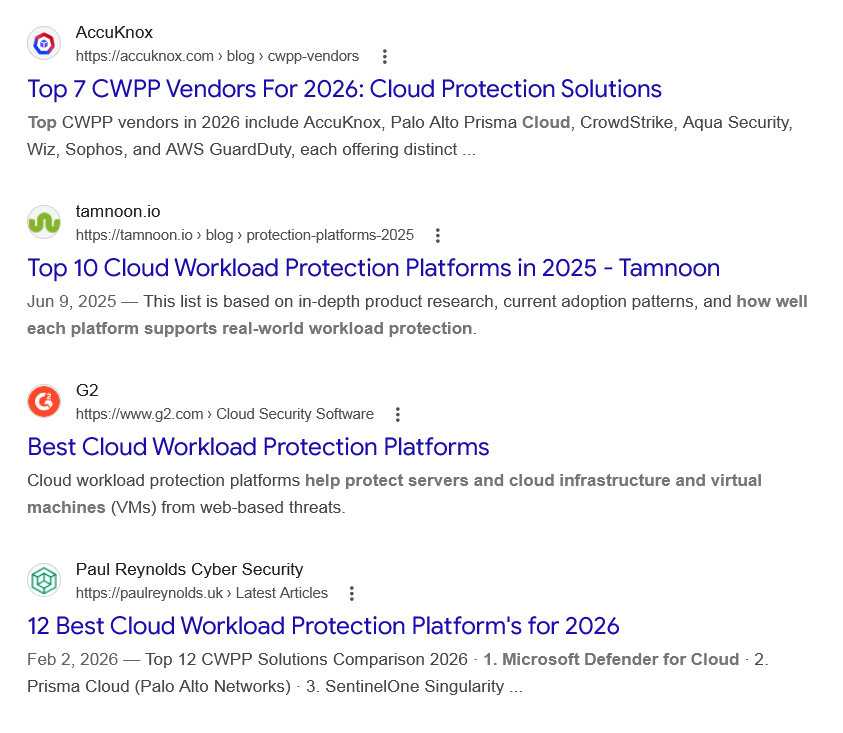 AccuKnox
https://accuknox.com › blog › cwpp-vendors
Top 7 CWPP Vendors For 2026: Cloud Protection Solutions
Top CWPP vendors in 2026 include AccuKnox, Palo Alto Prisma Cloud, CrowdStrike, Aqua Security,
Wiz, Sophos, and AWS GuardDuty, each offering distinct ...
tamnoon.io
https://tamnoon.io › blog › protection-platforms-2025
Top 10 Cloud Workload Protection Platforms in 2025 - Tamnoon
Jun 9, 2025 — This list is based on in-depth product research, current adoption patterns, and how well
each platform supports real-world workload protection.
G2
https://www.g2.com › Cloud Security Software
Best Cloud Workload Protection Platforms
Cloud workload protection platforms help protect servers and cloud infrastructure and virtual
machines (VMs) from web-based threats.
Paul Reynolds Cyber Security
https://paulreynolds.uk › Latest Articles
12 Best Cloud Workload Protection Platform's for 2026
Feb 2, 2026 — Top 12 CWPP Solutions Comparison 2026 · 1. Microsoft Defender for Cloud · 2.
Prisma Cloud (Palo Alto Networks) · 3. SentinelOne Singularity ...